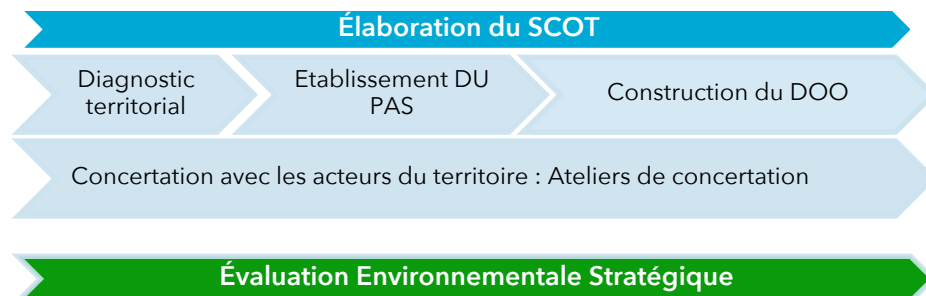 Élaboration du SCOT
Diagnostic
territorial
Etablissement DU
PAS
Construction du DOO
Concertation avec les acteurs du territoire : Ateliers de concertation
Évaluation Environnementale Stratégique